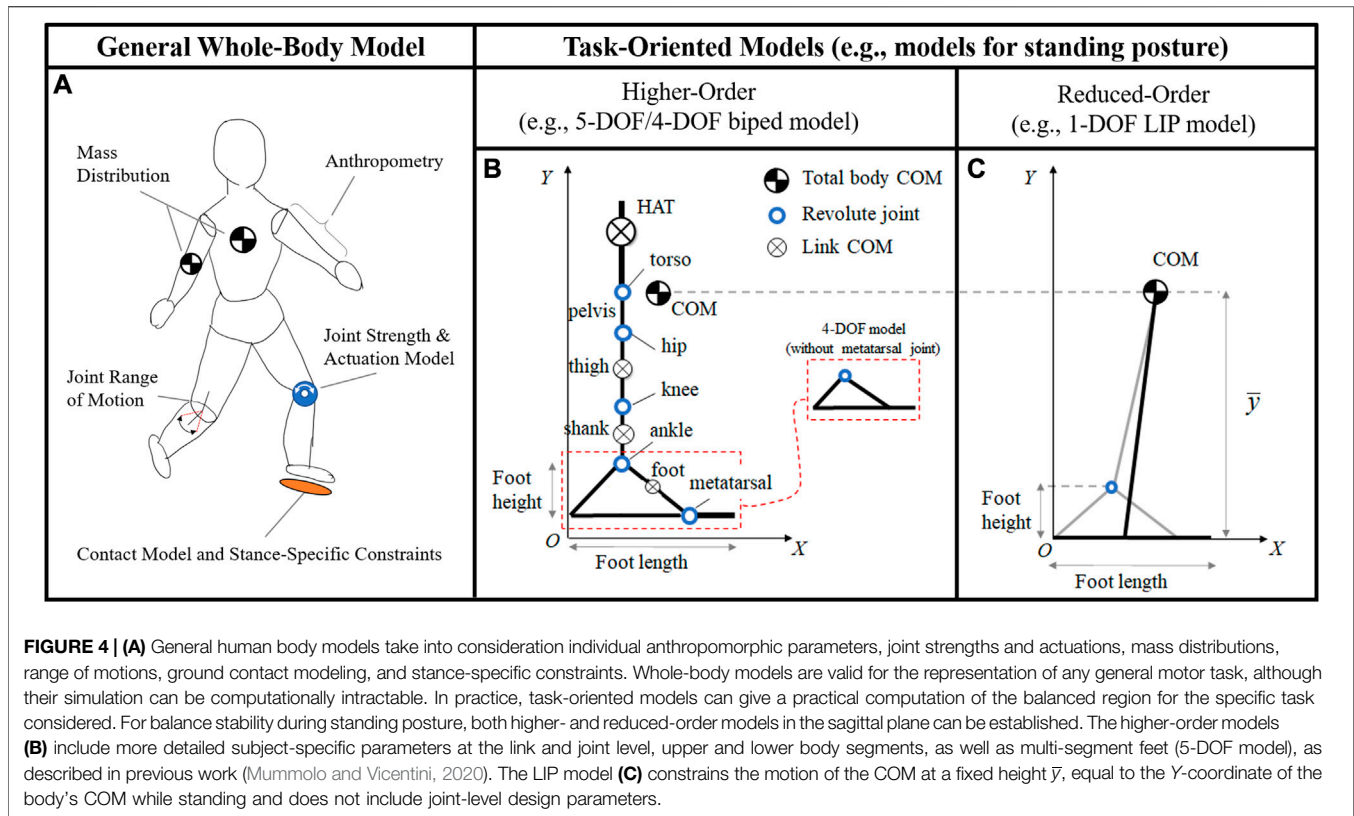 General Whole-Body Model
Task-Oriented Models (e.g., models for standing posture)
Higher-Order
(e.g., 5-DOF/4-DOF biped model)
Reduced-Order
(e.g., 1-DOF LIP model)
A
Mass
Distribution
Anthropometry
Joint Strength &
Actuation Model
Joint Range
of Motion
Contact Model and Stance-Specific Constraints
B
Y
Total body COM
Revolute joint
Link COM
HAT
torso
COM
pelvis
hip
thigh
knee
shank
ankle
foot
metatarsal
Foot
height
O
X
Foot length
4-DOF model
(without metatarsal joint)
C
Y
COM
y̅
Foot
height
O
X
Foot length
FIGURE 4 | (A) General human body models take into consideration individual anthropomorphic parameters, joint strengths and actuations, mass distributions,
range of motions, ground contact modeling, and stance-specific constraints. Whole-body models are valid for the representation of any general motor task, although
their simulation can be computationally intractable. In practice, task-oriented models can give a practical computation of the balanced region for the specific task
considered. For balance stability during standing posture, both higher- and reduced-order models in the sagittal plane can be established. The higher-order models
(B) include more detailed subject-specific parameters at the link and joint level, upper and lower body segments, as well as multi-segment feet (5-DOF model), as
described in previous work (Mummolo and Vicentini, 2020). The LIP model (C) constrains the motion of the COM at a fixed height y̅, equal to the Y-coordinate of the
body's COM while standing and does not include joint-level design parameters.